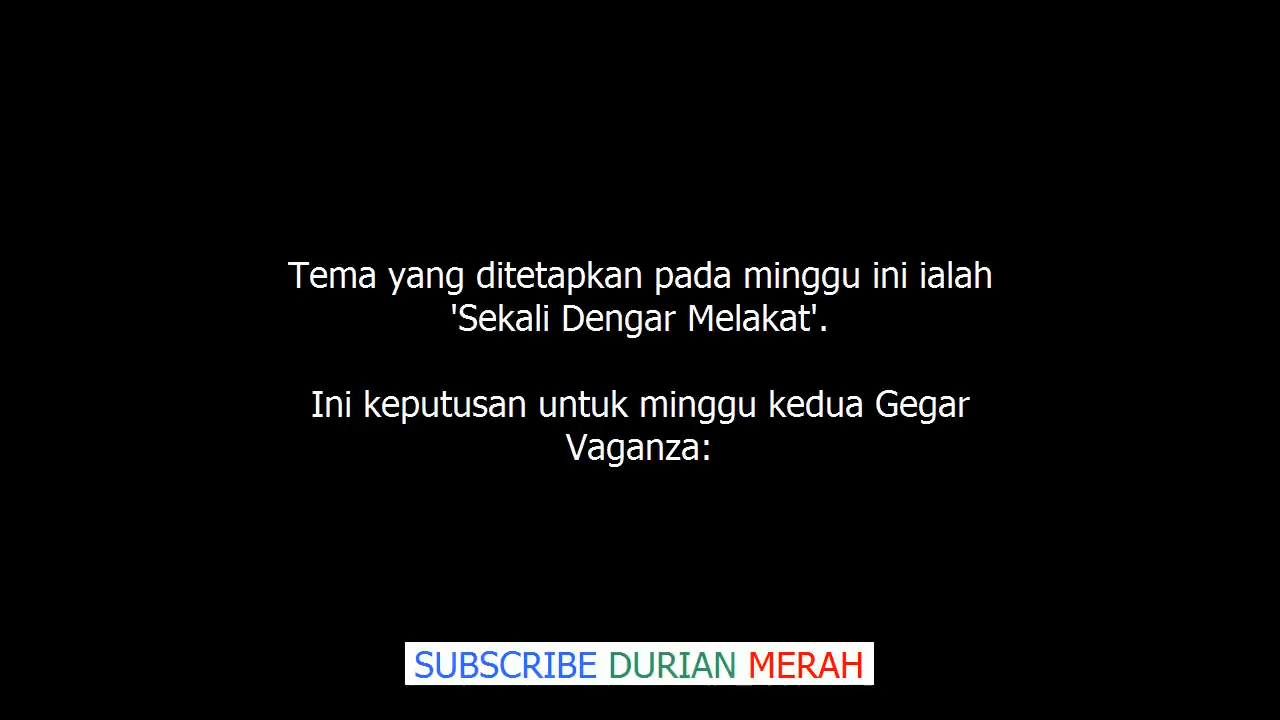 Tema yang ditetapkan pada minggu ini ialah
'Sekali Dengar Melakat'.
Ini keputusan untuk minggu kedua Gegar
Vaganza:
SUBSCRIBE DURIAN MERAH